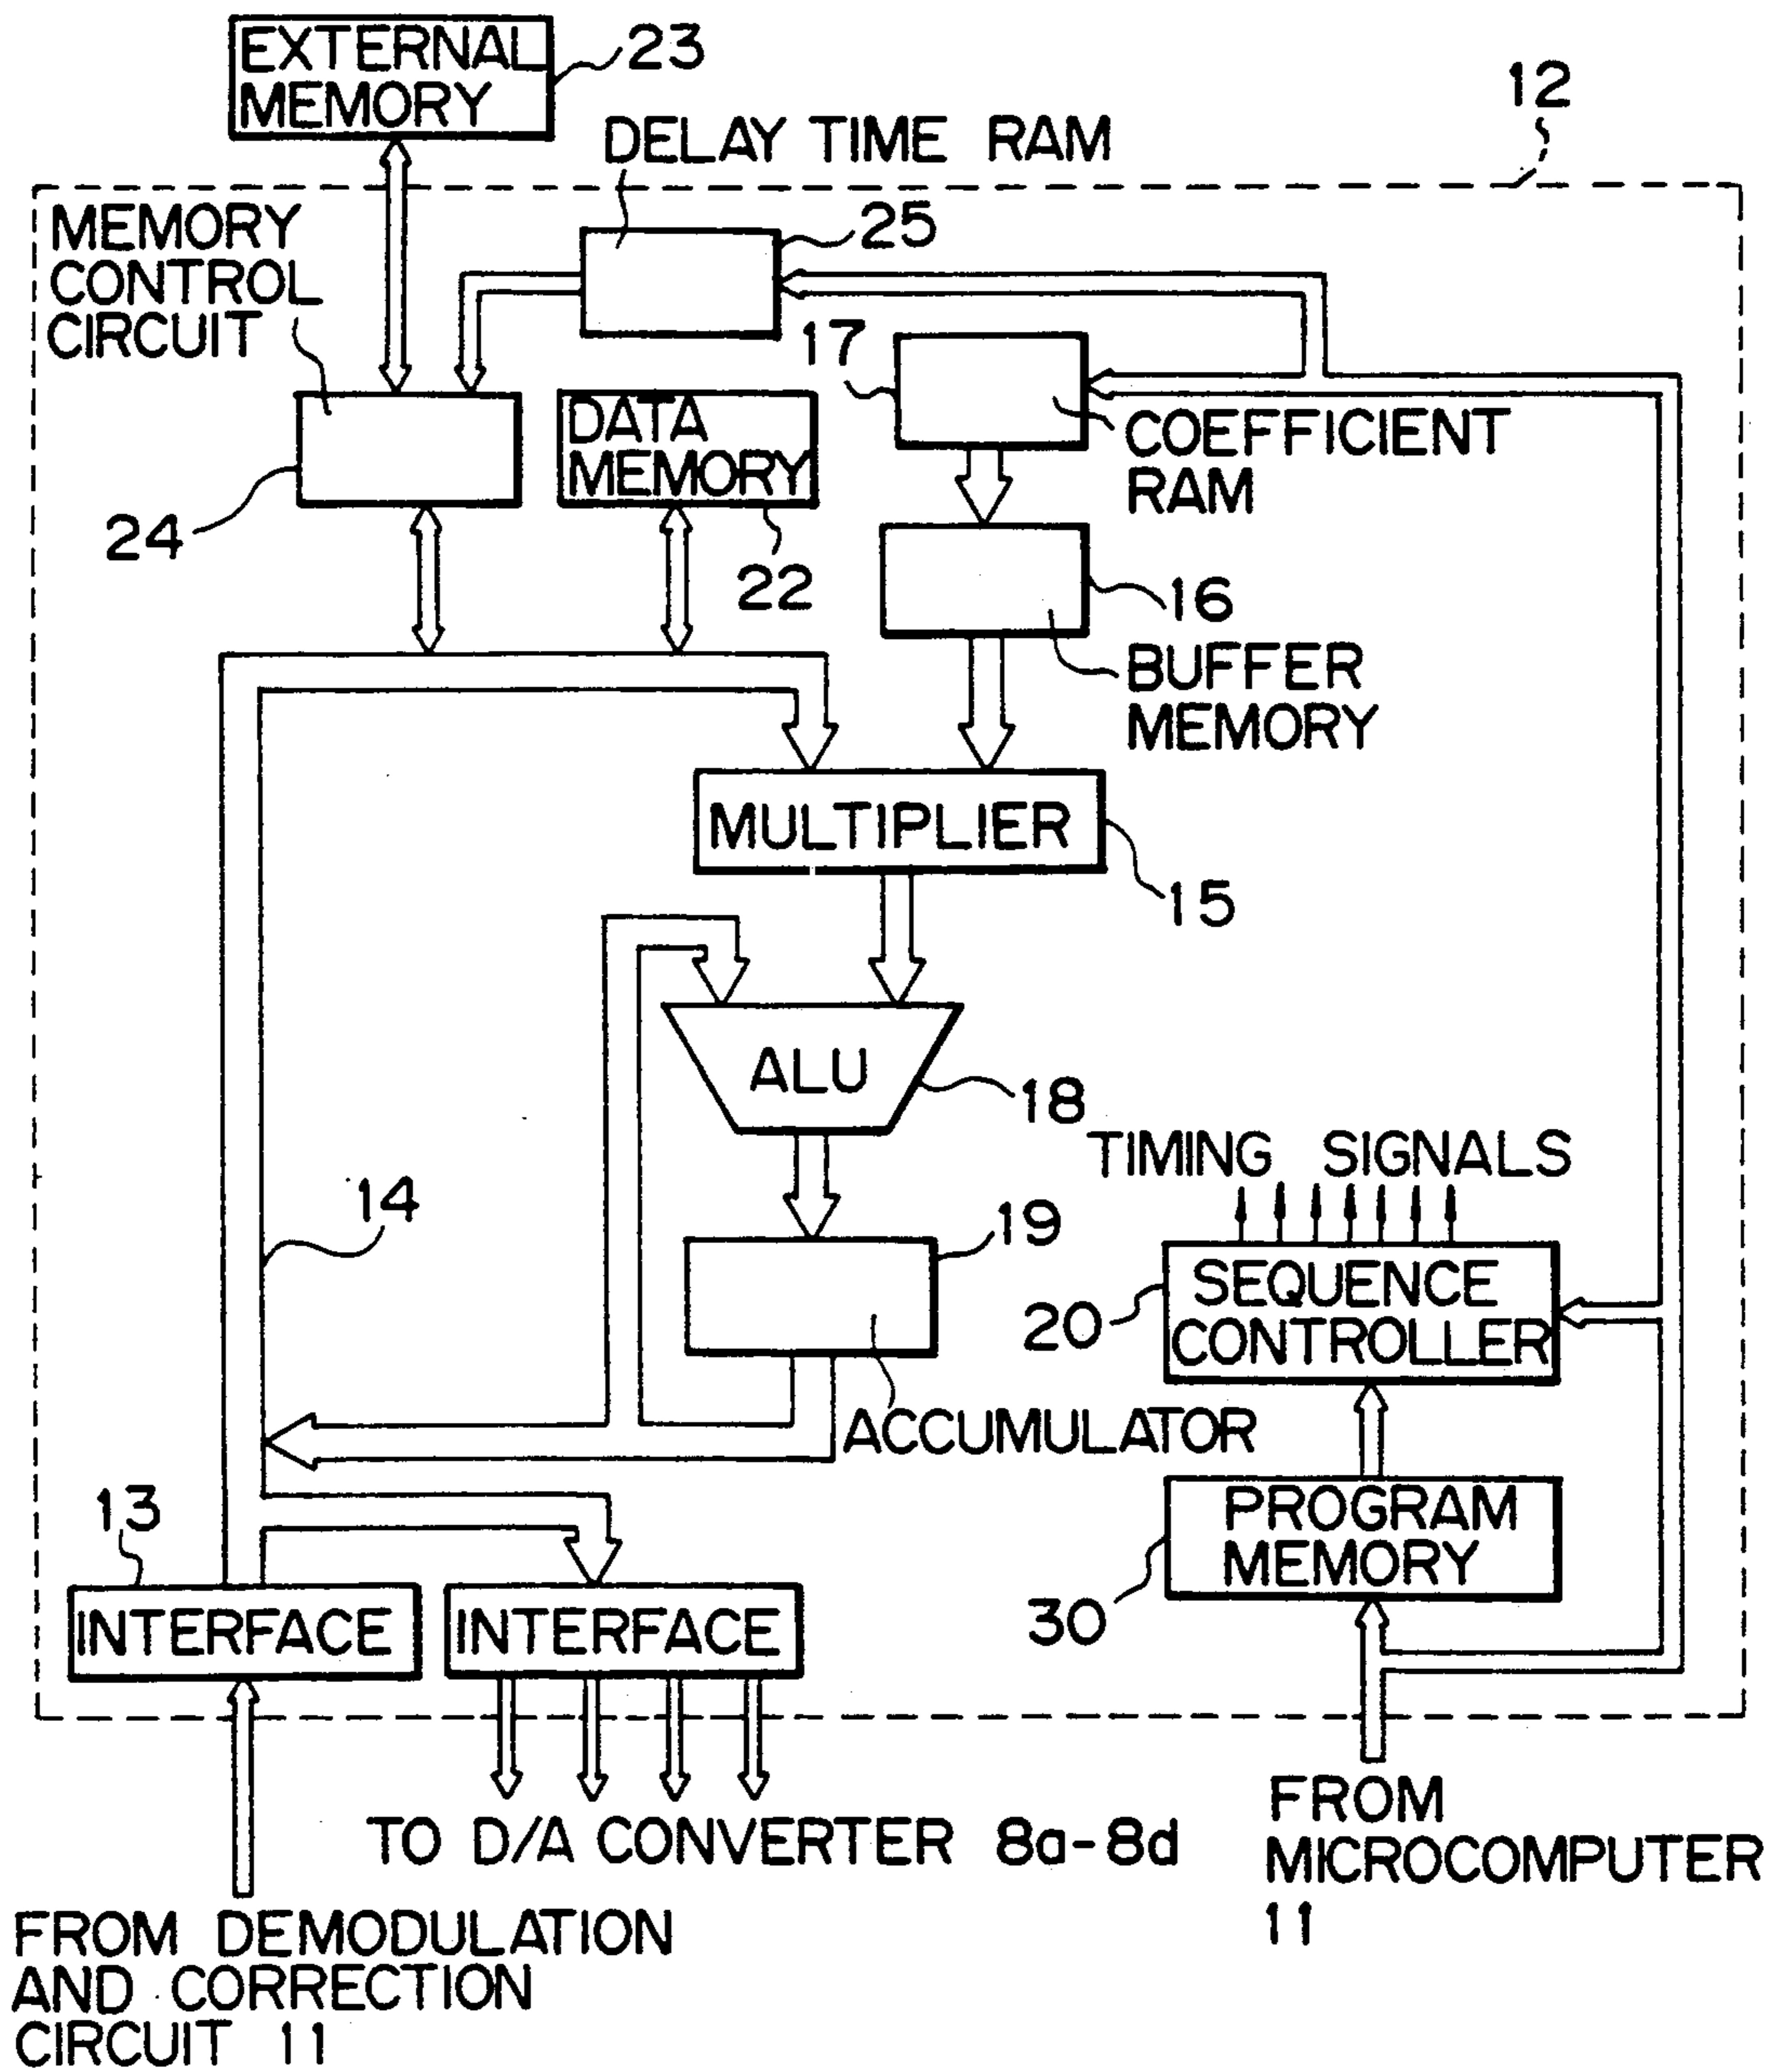 EXTERNAL
MEMORY
23
12
DELAY TIME RAM
MEMORY
CONTROL
CIRCUIT
25
17
COEFFICIENT
RAM
DATA
MEMORY
24
22
16
BUFFER
MEMORY
MULTIPLIER
15
ALU
18
TIMING SIGNALS
14
19
SEQUENCE
CONTROLLER
20
ACCUMULATOR
13
PROGRAM
MEMORY
30
INTERFACE
INTERFACE
TO D/A CONVERTER 8a-8d
FROM
MICROCOMPUTER
11
FROM DEMODULATION
AND CORRECTION
CIRCUIT 11